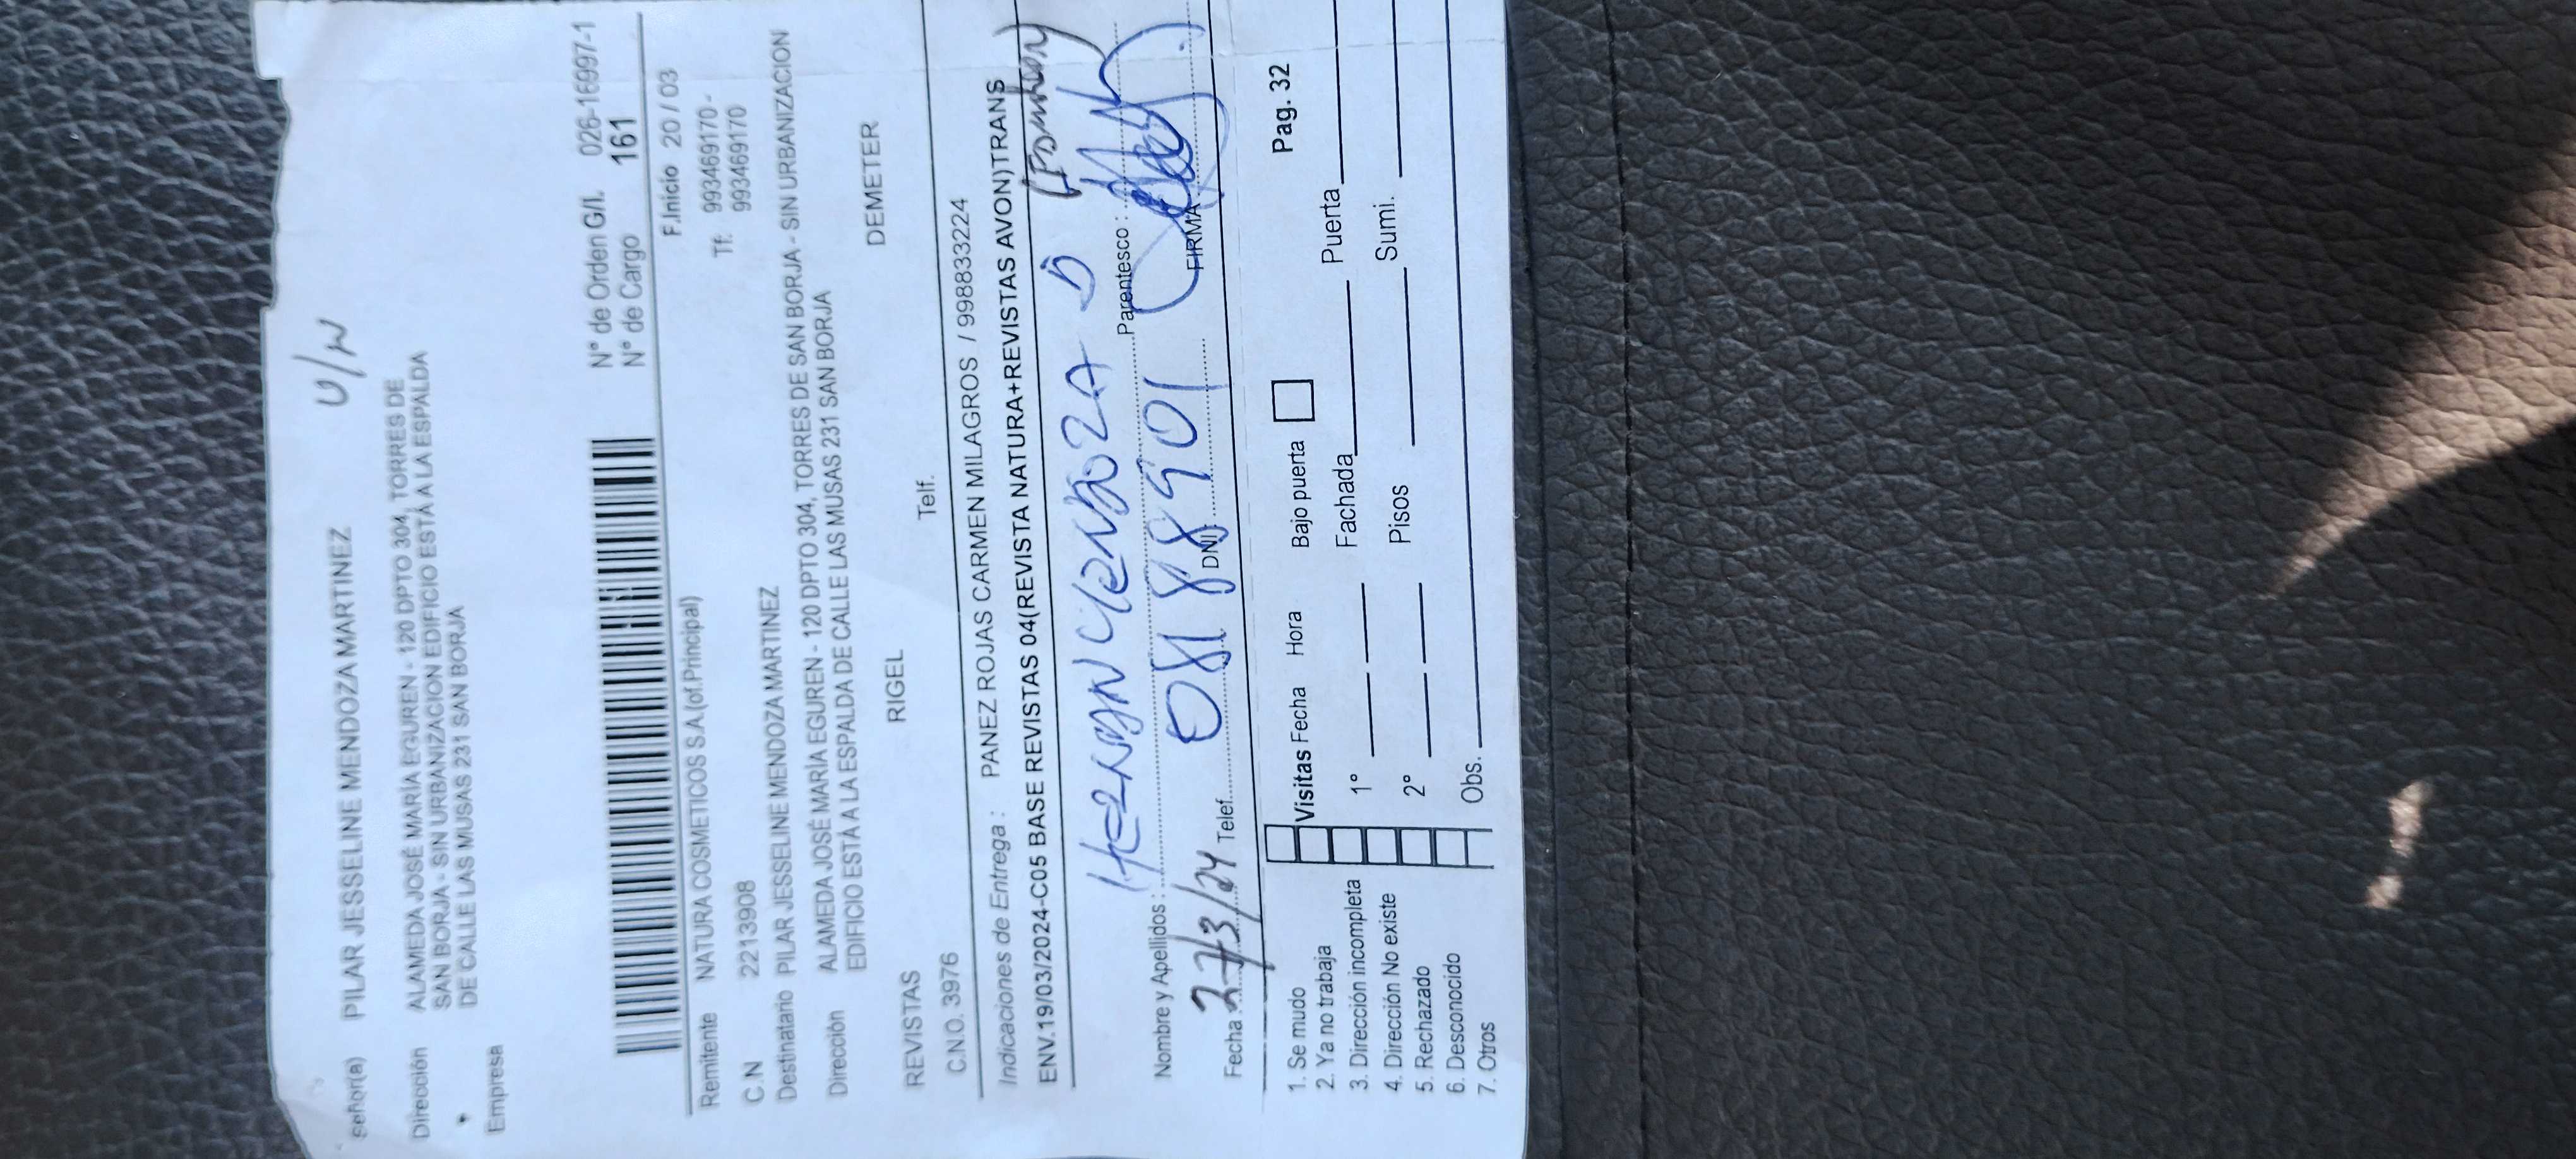 U/N
señor(a) PILAR JESSELINE MENDOZA MARTINEZ
Dirección ALAMEDA JOSÉ MARÍA EGUREN - 120 DPTO 304, TORRES DE
SAN BORJA - SIN URBANIZACION EDIFICIO ESTÁ A LA ESPALDA
DE CALLE LAS MUSAS 231 SAN BORJA
Empresa
N° de Orden G/I. 026-16997-1
N° de Cargo 161
F.Inicio 20 / 03
Remitente NATURA COSMETICOS S.A.(of.Principal)
Tf. 993469170 -
993469170
C.N 2213908
Destinatario PILAR JESSELINE MENDOZA MARTINEZ
Dirección ALAMEDA JOSÉ MARÍA EGUREN - 120 DPTO 304, TORRES DE SAN BORJA - SIN URBANIZACION
EDIFICIO ESTÁ A LA ESPALDA DE CALLE LAS MUSAS 231 SAN BORJA
REVISTAS RIGEL DEMETER
C.N.O. 3976 Telf.
Indicaciones de Entrega : PANEZ ROJAS CARMEN MILAGROS / 998833224
ENV.19/03/2024-C05 BASE REVISTAS 04(REVISTA NATURA+REVISTAS AVON)TRANS
Nombre y Apellidos : Parentesco :
Fecha 27/3/24 Telef. DNI 08188901 FIRMA
1. Se mudo
2. Ya no trabaja
3. Dirección incompleta
4. Dirección No existe
5. Rechazado
6. Desconocido
7. Otros
Visitas Fecha Hora Bajo puerta Pag. 32
1° Fachada Puerta
2° Pisos Sumi.
Obs.